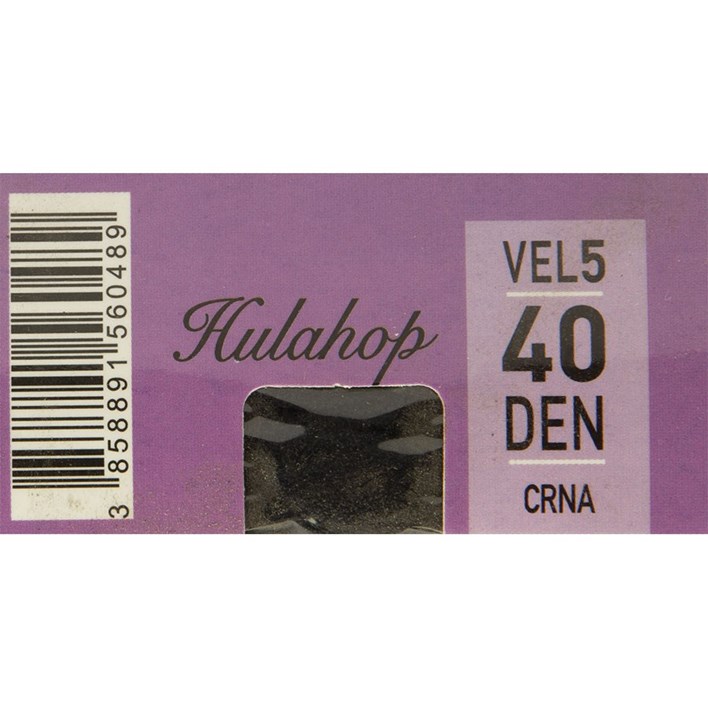 3 858891 560489
Hulahop
VEL5
40
DEN
CRNA